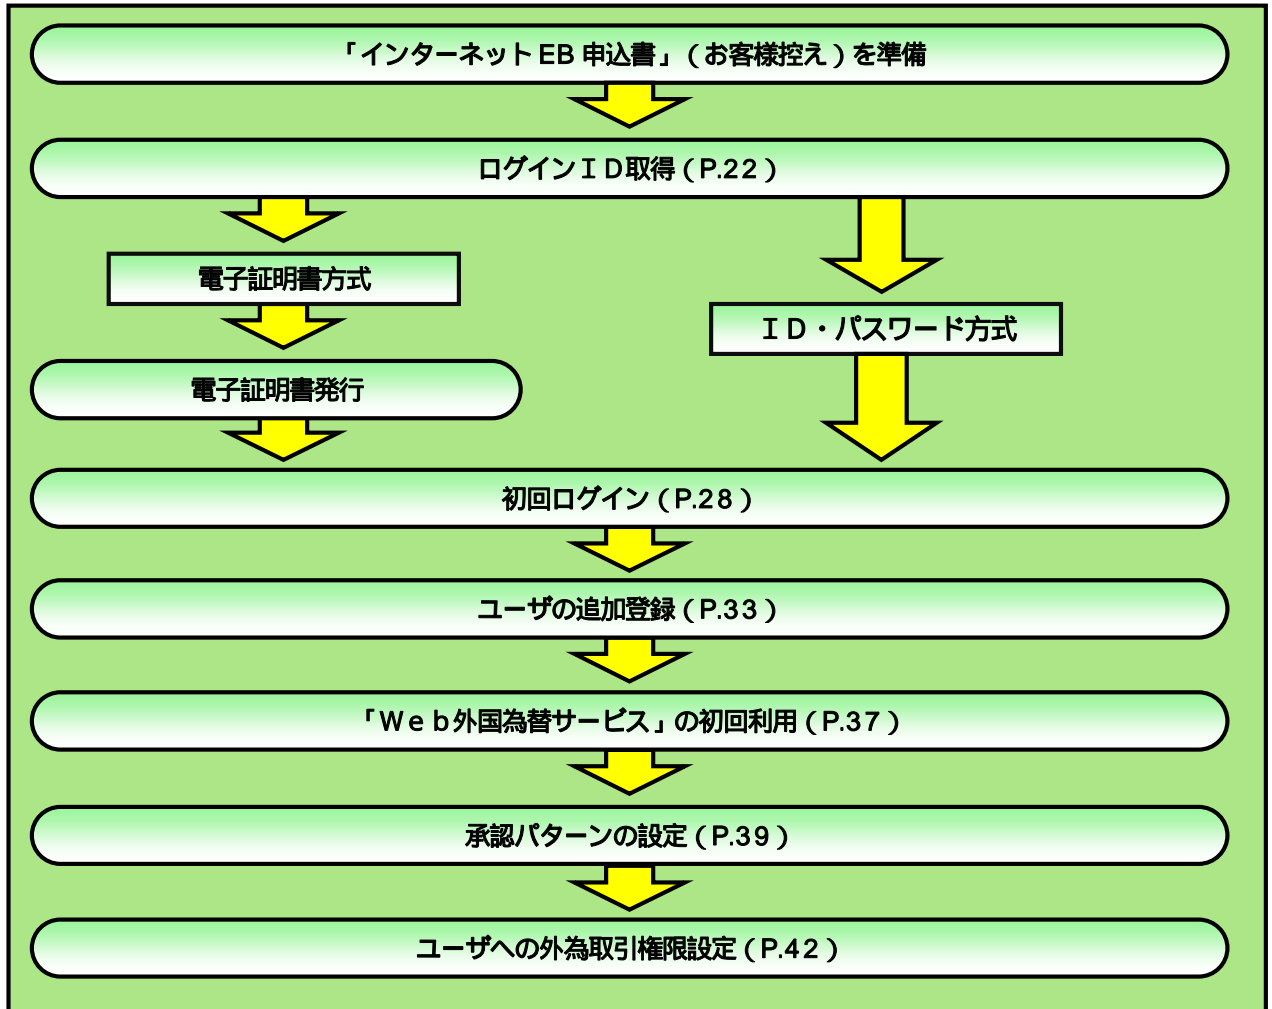 「インターネット EB 申込書」（お客様控え）を準備
ログインＩＤ取得（P.22）
電子証明書方式
ＩＤ・パスワード方式
電子証明書発行
初回ログイン（P.28）
ユーザの追加登録（P.33）
「Ｗｅｂ外国為替サービス」の初回利用（P.37）
承認パターンの設定（P.39）
ユーザへの外為取引権限設定（P.42）